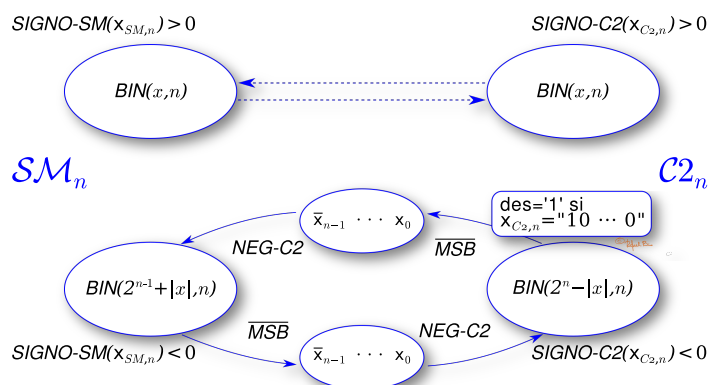 SIGNO-SM(x_{SM,n})>0
SIGNO-C2(x_{C2,n})>0
BIN(x,n)
BIN(x,n)
SM_n
C2_n
des='1' si
x_{C2,n}="10 ··· 0"
x̅_{n-1} · · · x_0
NEG-C2
M̅S̅B̅
BIN(2^{n-1}+|x|,n)
BIN(2^n−|x|,n)
M̅S̅B̅
NEG-C2
x̅_{n-1} · · · x_0
SIGNO-SM(x_{SM,n})<0
SIGNO-C2(x_{C2,n})<0